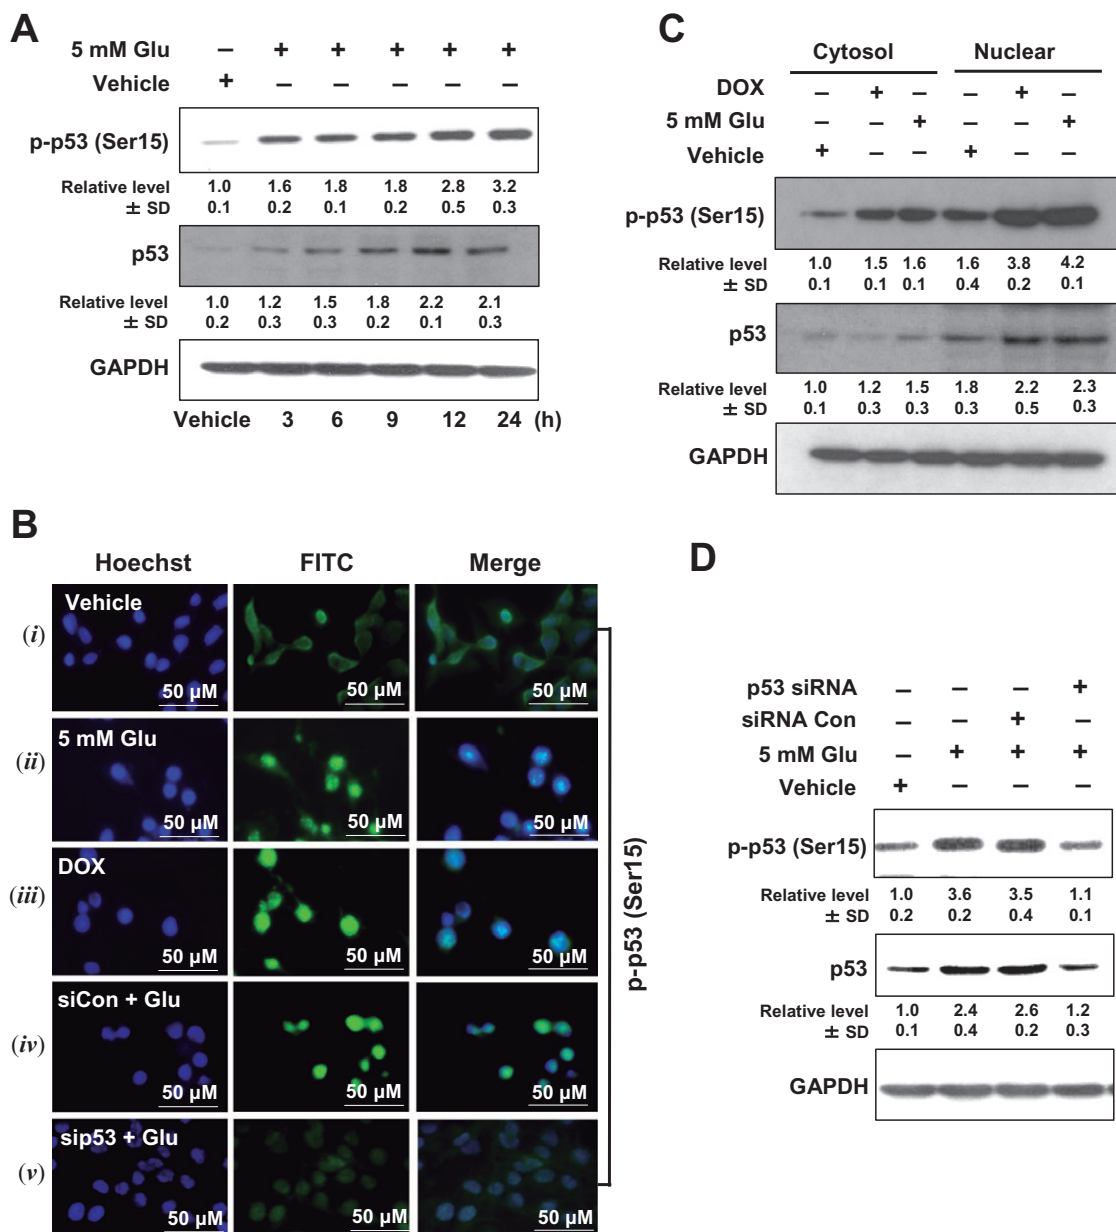 A
5 mM Glu – + + + + +
Vehicle + – – – – –
p-p53 (Ser15)
Relative level 1.0 1.6 1.8 1.8 2.8 3.2
± SD 0.1 0.2 0.1 0.2 0.5 0.3
p53
Relative level 1.0 1.2 1.5 1.8 2.2 2.1
± SD 0.2 0.3 0.3 0.2 0.1 0.3
GAPDH
Vehicle 3 6 9 12 24 (h)
B
Hoechst FITC Merge
(i) Vehicle
50 µM 50 µM 50 µM
(ii) 5 mM Glu
50 µM 50 µM 50 µM
(iii) DOX
50 µM 50 µM 50 µM
(iv) siCon + Glu
50 µM 50 µM 50 µM
(v) sip53 + Glu
50 µM 50 µM 50 µM
p-p53 (Ser15)
C
Cytosol Nuclear
DOX – + – – + –
5 mM Glu – – + – – +
Vehicle + – – + – –
p-p53 (Ser15)
Relative level 1.0 1.5 1.6 1.6 3.8 4.2
± SD 0.1 0.1 0.1 0.4 0.2 0.1
p53
Relative level 1.0 1.2 1.5 1.8 2.2 2.3
± SD 0.1 0.3 0.3 0.3 0.5 0.3
GAPDH
D
p53 siRNA – – – +
siRNA Con – – + –
5 mM Glu – + + +
Vehicle + – – –
p-p53 (Ser15)
Relative level 1.0 3.6 3.5 1.1
± SD 0.2 0.2 0.4 0.1
p53
Relative level 1.0 2.4 2.6 1.2
± SD 0.1 0.4 0.2 0.3
GAPDH